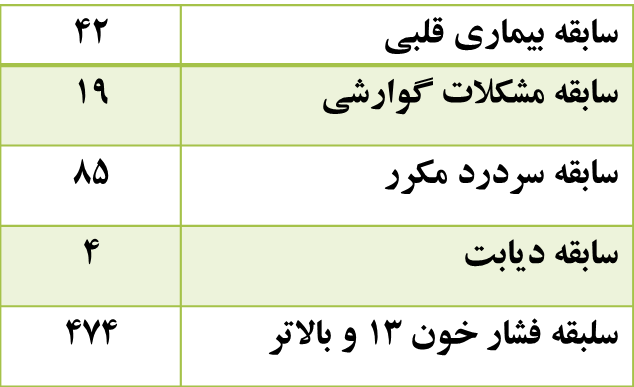 سابقه بیماری قلبی ۴۲
سابقه مشکلات گوارشی ۱۹
سابقه سردرد مکرر ۸۵
سابقه دیابت ۴
سلبقه فشار خون ۱۳ و بالاتر ۴۷۴